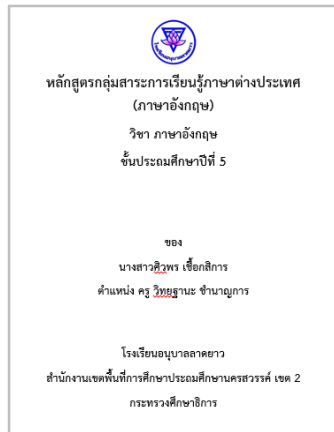 หลักสูตรกลุ่มสาระการเรียนรู้ภาษาต่างประเทศ
(ภาษาอังกฤษ)
วิชา ภาษาอังกฤษ
ชั้นประถมศึกษาปีที่ 5
ของ
นางสาวศิวพร เชื้อกสิการ
ตำแหน่ง ครู วิทยฐานะ ชำนาญการ
โรงเรียนอนุบาลลาดยาว
สำนักงานเขตพื้นที่การศึกษาประถมศึกษานครสวรรค์ เขต 2
กระทรวงศึกษาธิการ